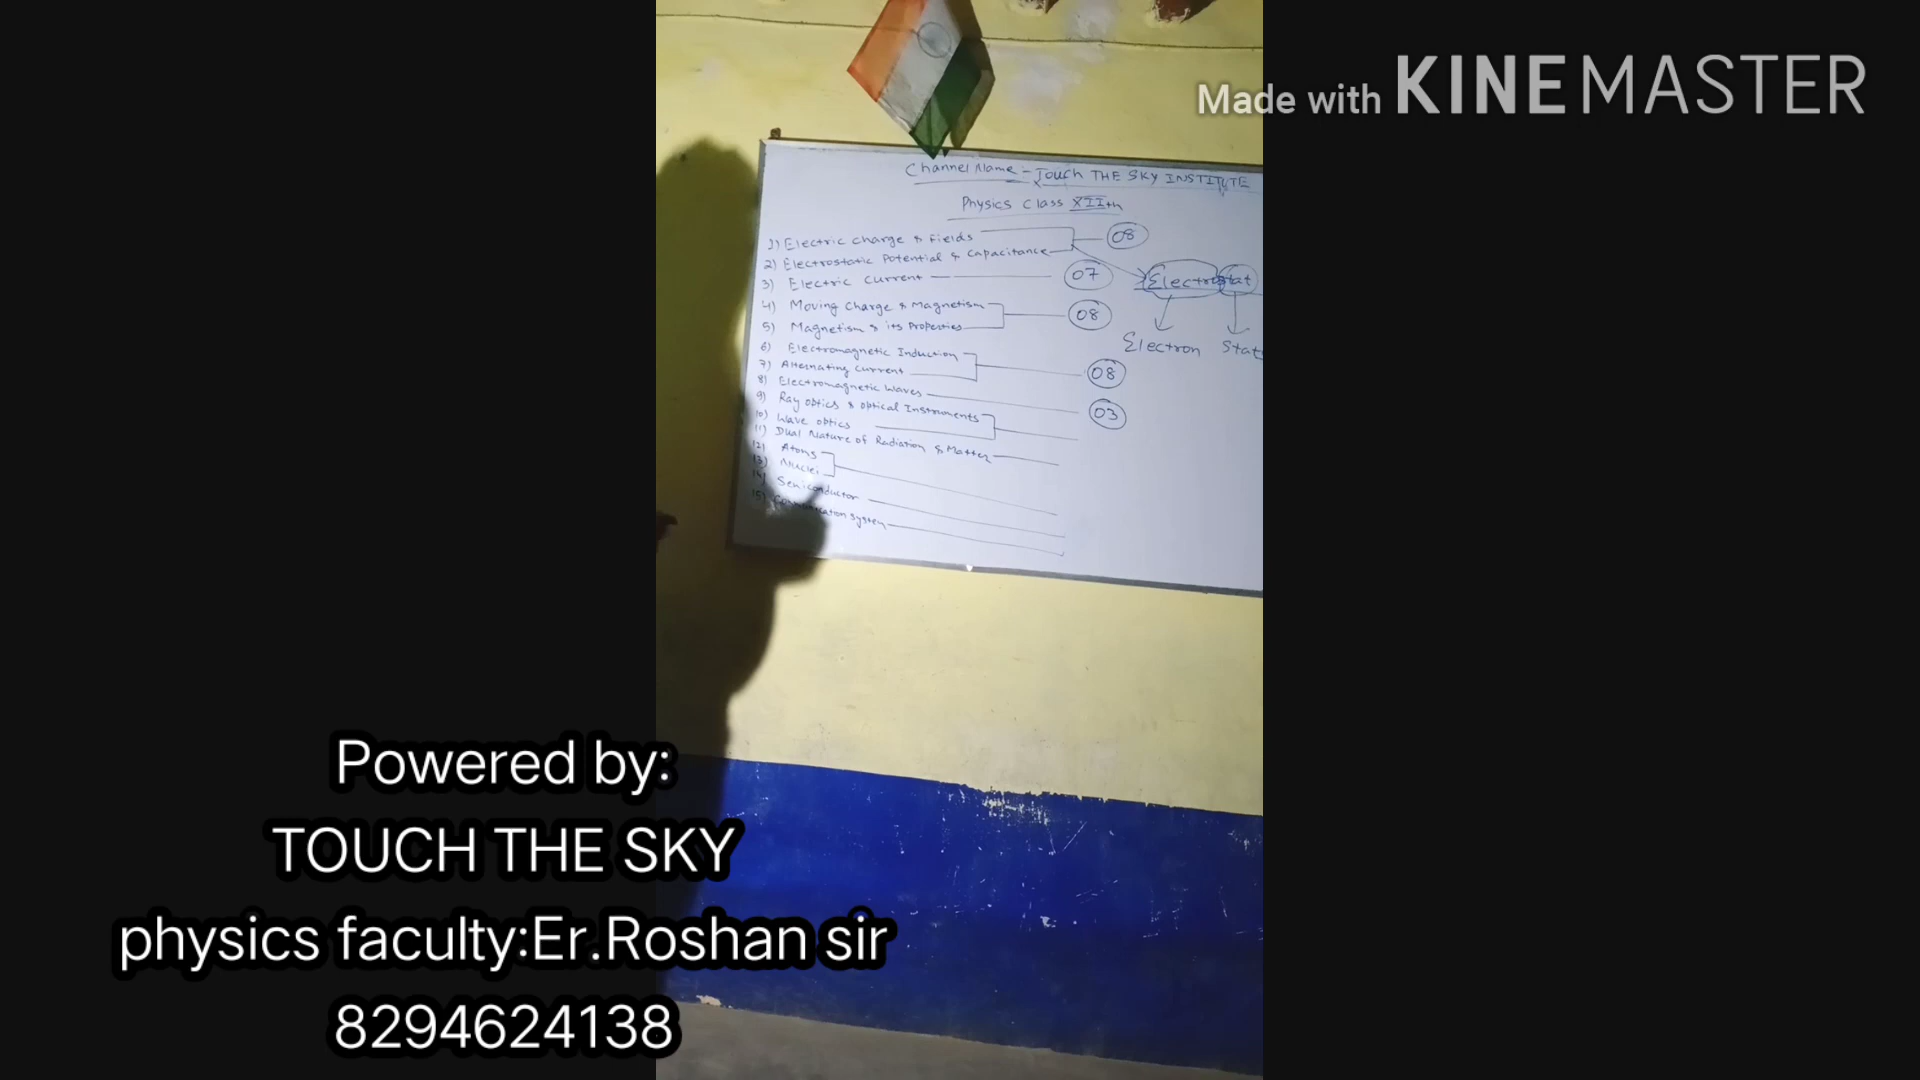 Made with KINEMASTER
Channel Name - Touch THE SKY INSTITUTE
Physics Class XIIth
1) Electric charge & Fields
08
2) Electrostatic Potential & Capacitance
3) Electric Current
07
Electrostat
4) Moving Charge & Magnetism
08
5) Magnetism & its Properties
Electron Stat
6) Electromagnetic Induction
7) Alternating Current
08
8) Electromagnetic Waves
03
9) Ray optics & optical Instruments
10) Wave optics
11) Dual Nature of Radiation & Matter
12) Atoms
13) Nuclei
14) Semiconductor
15) Communication System
Powered by:
TOUCH THE SKY
physics faculty:Er.Roshan sir
8294624138